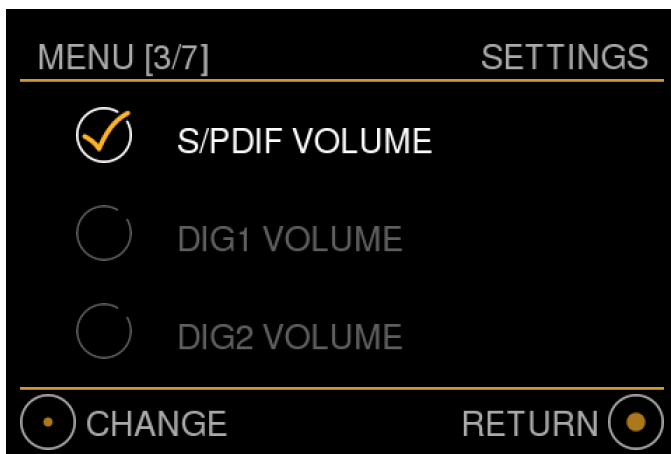 MENU [3/7] SETTINGS
S/PDIF VOLUME
DIG1 VOLUME
DIG2 VOLUME
CHANGE RETURN